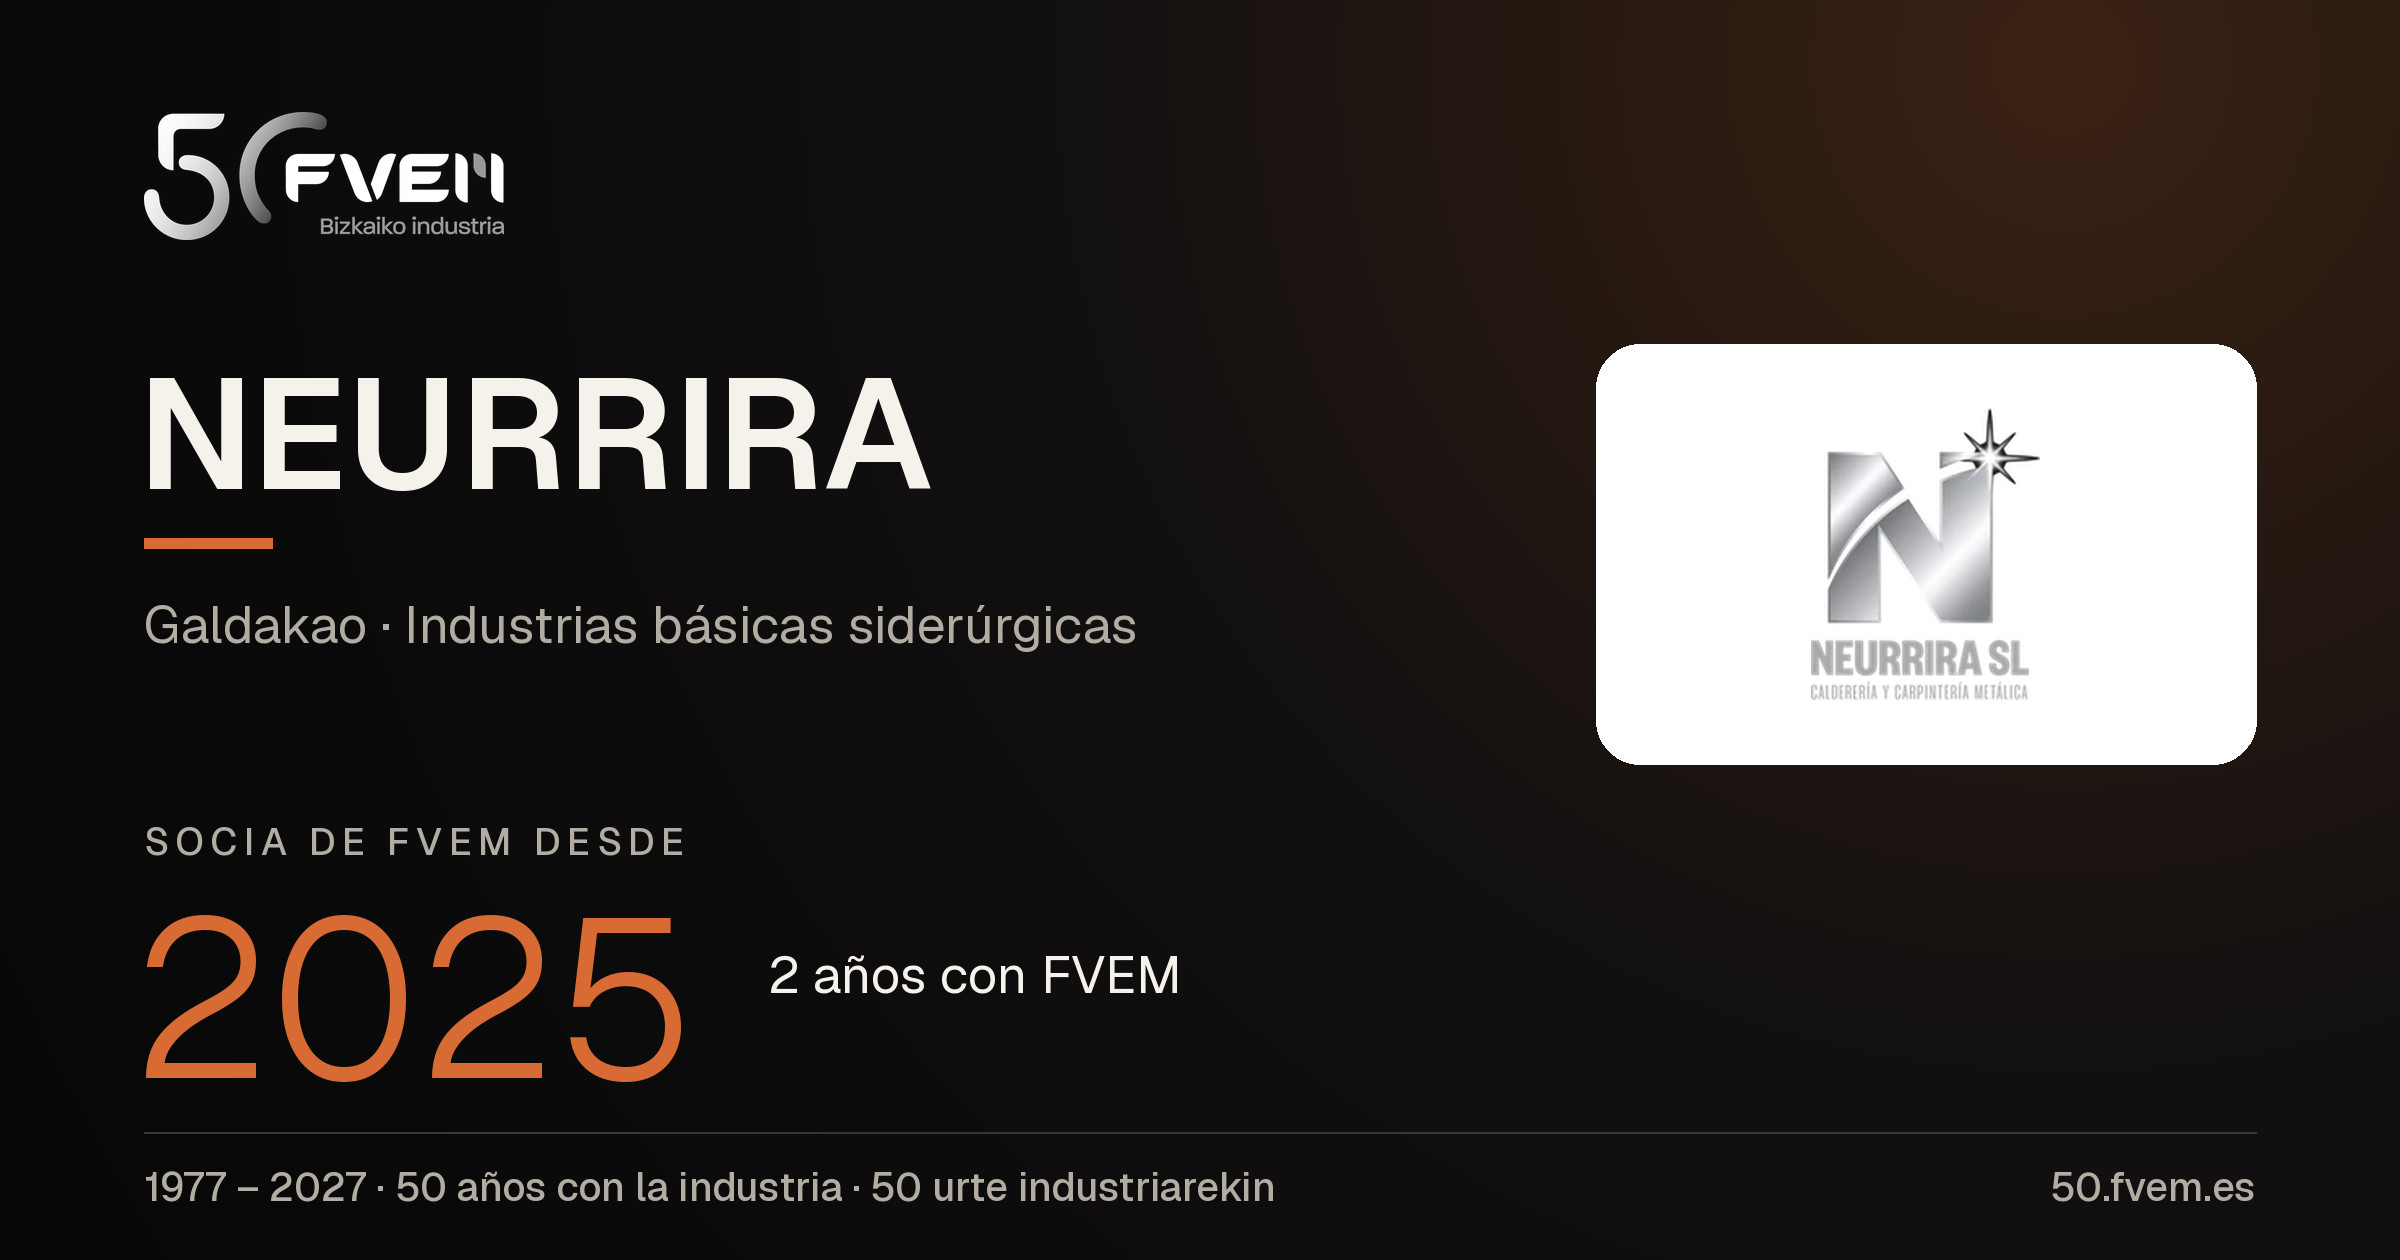 50 FVEM
Bizkaiko industria
NEURRIRA
Galdakao · Industrias básicas siderúrgicas
N
NEURRIRA SL
CALDERERÍA Y CARPINTERÍA METÁLICA
SOCIA DE FVEM DESDE
2025
2 años con FVEM
1977 – 2027 · 50 años con la industria · 50 urte industriarekin
50.fvem.es